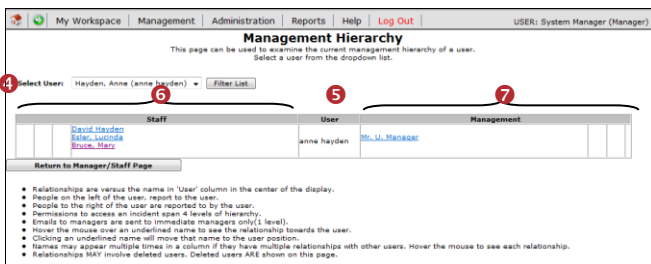 My Workspace | Management | Administration | Reports | Help | Log Out | USER: System Manager (Manager)
Management Hierarchy
This page can be used to examine the current management hierarchy of a user.
Select a user from the dropdown list.
4 Select User: Hayden, Anne (anne hayden) Filter List
6 5 7
Staff User Management
David Hayden
Esler, Lucinda
Bruce, Mary
anne hayden
Mr. U. Manager
Return to Manager/Staff Page
• Relationships are versus the name in 'User' column in the center of the display.
• People on the left of the user, report to the user.
• People to the right of the user are reported to by the user.
• Permissions to access an incident span 4 levels of hierarchy.
• Emails to managers are sent to immediate managers only(1 level).
• Hover the mouse over an underlined name to see the relationship towards the user.
• Clicking an underlined name will move that name to the user position.
• Names may appear multiple times in a column if they have multiple relationships with other users. Hover the mouse to see each relationship.
• Relationships MAY involve deleted users. Deleted users ARE shown on this page.